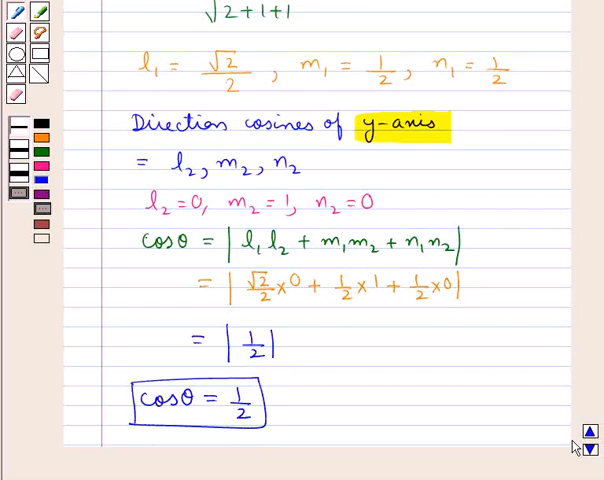 √2+1+1
l₁ = √2/2, m₁ = 1/2, n₁ = 1/2
Direction cosines of y-axis
= l₂, m₂, n₂
l₂=0, m₂=1, n₂=0
cosθ = | l₁l₂ + m₁m₂ + n₁n₂ |
= | √2/2 × 0 + 1/2 × 1 + 1/2 × 0 |
= | 1/2 |
cosθ = 1/2